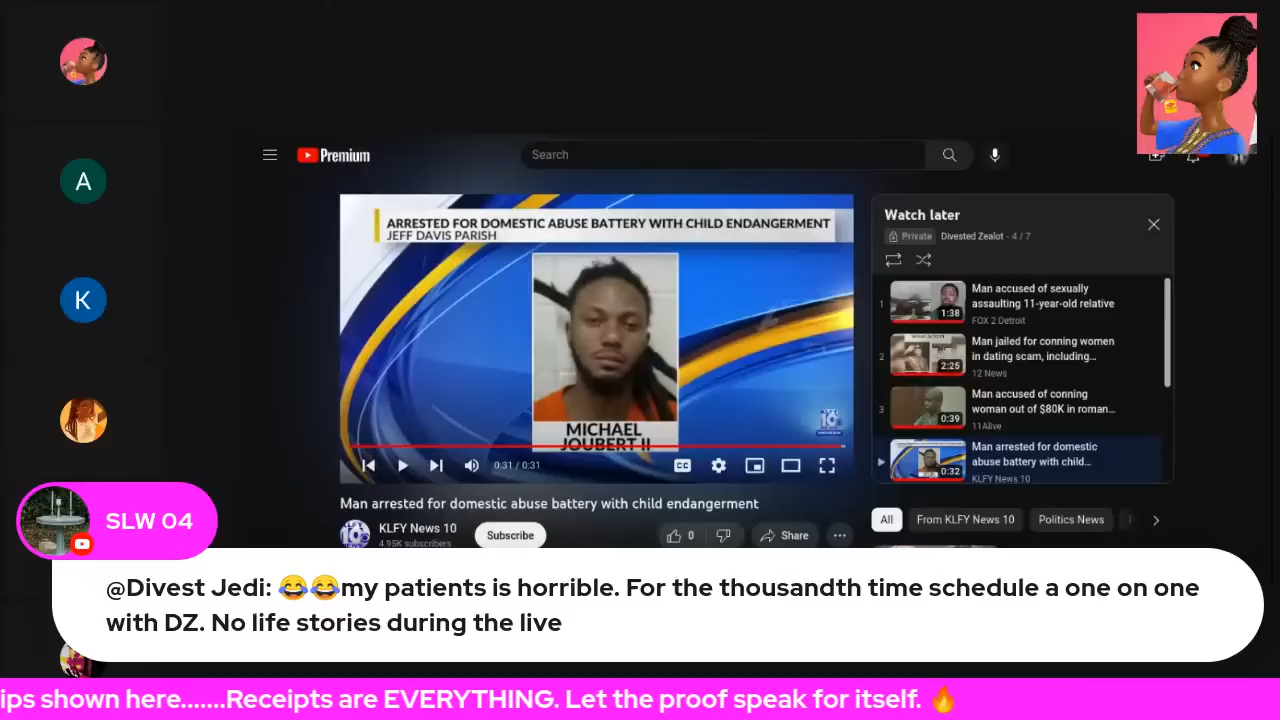 Premium
Search
ARRESTED FOR DOMESTIC ABUSE BATTERY WITH CHILD ENDANGERMENT
JEFF DAVIS PARISH
MICHAEL
JOUBERT II
0:31 / 0:31
CC
Man arrested for domestic abuse battery with child endangerment
KLFY News 10
4.95K subscribers
Subscribe
0
Share
Watch later
Private
Divested Zealot - 4 / 7
1
Man accused of sexually
assaulting 11-year-old relative
FOX 2 Detroit
1:38
2
Man jailed for conning women
in dating scam, including...
12 News
2:25
3
Man accused of conning
woman out of $80K in roman...
11Alive
0:39
Man arrested for domestic
abuse battery with child...
KLFY News 10
0:32
All
From KLFY News 10
Politics News
A
K
SLW 04
@Divest Jedi: 😂😂my patients is horrible. For the thousandth time schedule a one on one
with DZ. No life stories during the live
ips shown here.......Receipts are EVERYTHING. Let the proof speak for itself. 🔥